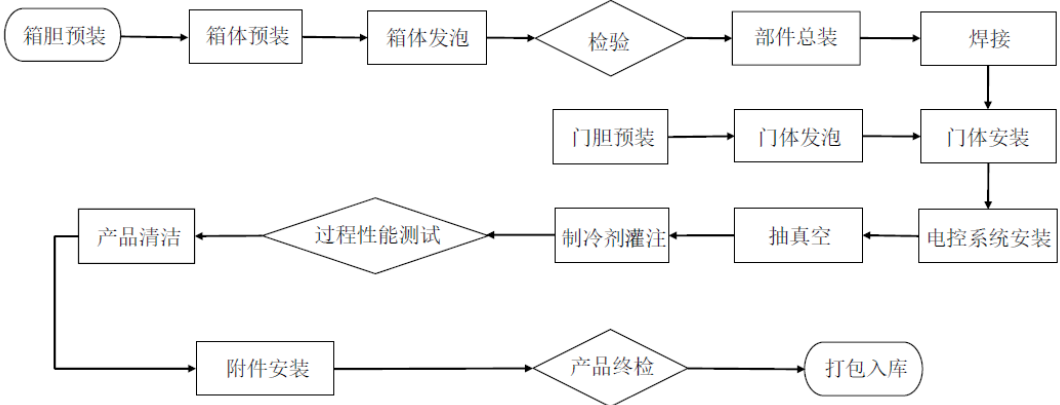 箱胆预装
箱体预装
箱体发泡
检验
部件总装
焊接
门胆预装
门体发泡
门体安装
产品清洁
过程性能测试
制冷剂灌注
抽真空
电控系统安装
附件安装
产品终检
打包入库